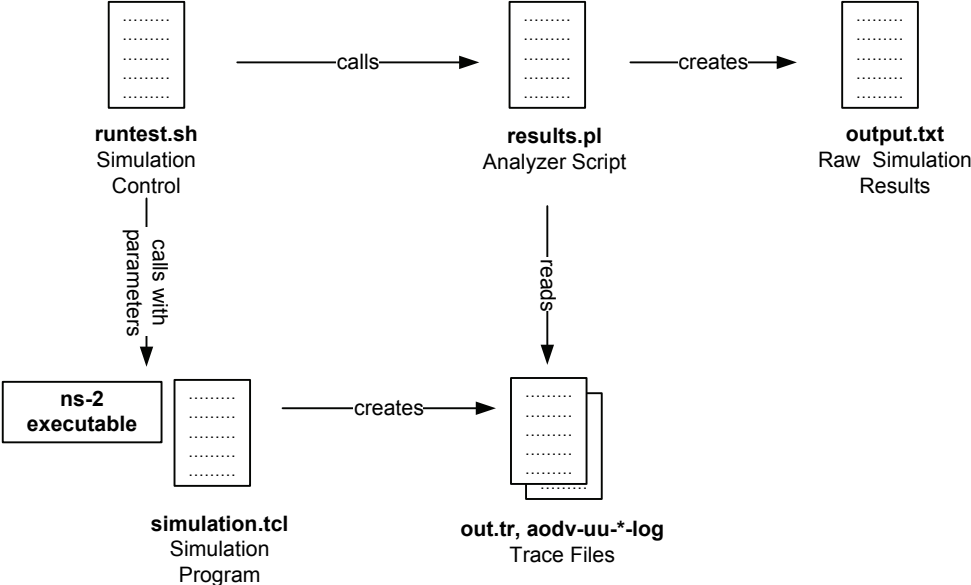 calls
creates
runtest.sh
Simulation
Control
results.pl
Analyzer Script
output.txt
Raw Simulation
Results
calls with
parameters
reads
ns-2
executable
creates
simulation.tcl
Simulation
Program
out.tr, aodv-uu-*-log
Trace Files